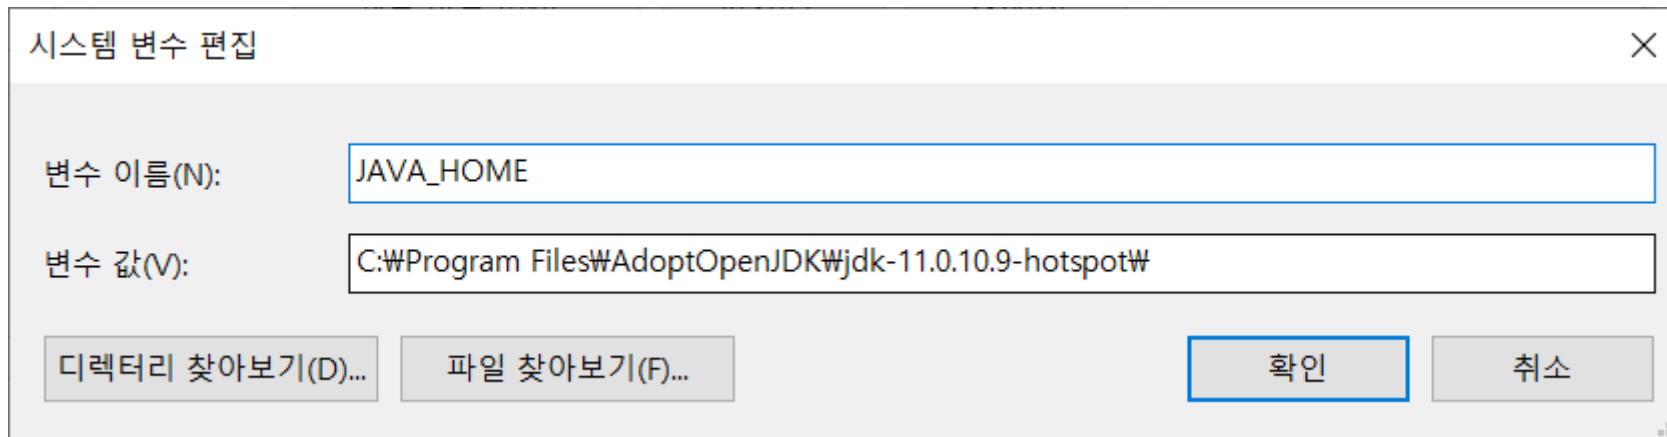 시스템 변수 편집
변수 이름(N): JAVA_HOME
변수 값(V): C:₩Program Files₩AdoptOpenJDK₩jdk-11.0.10.9-hotspot₩
디렉터리 찾아보기(D)... 파일 찾아보기(F)... 확인 취소